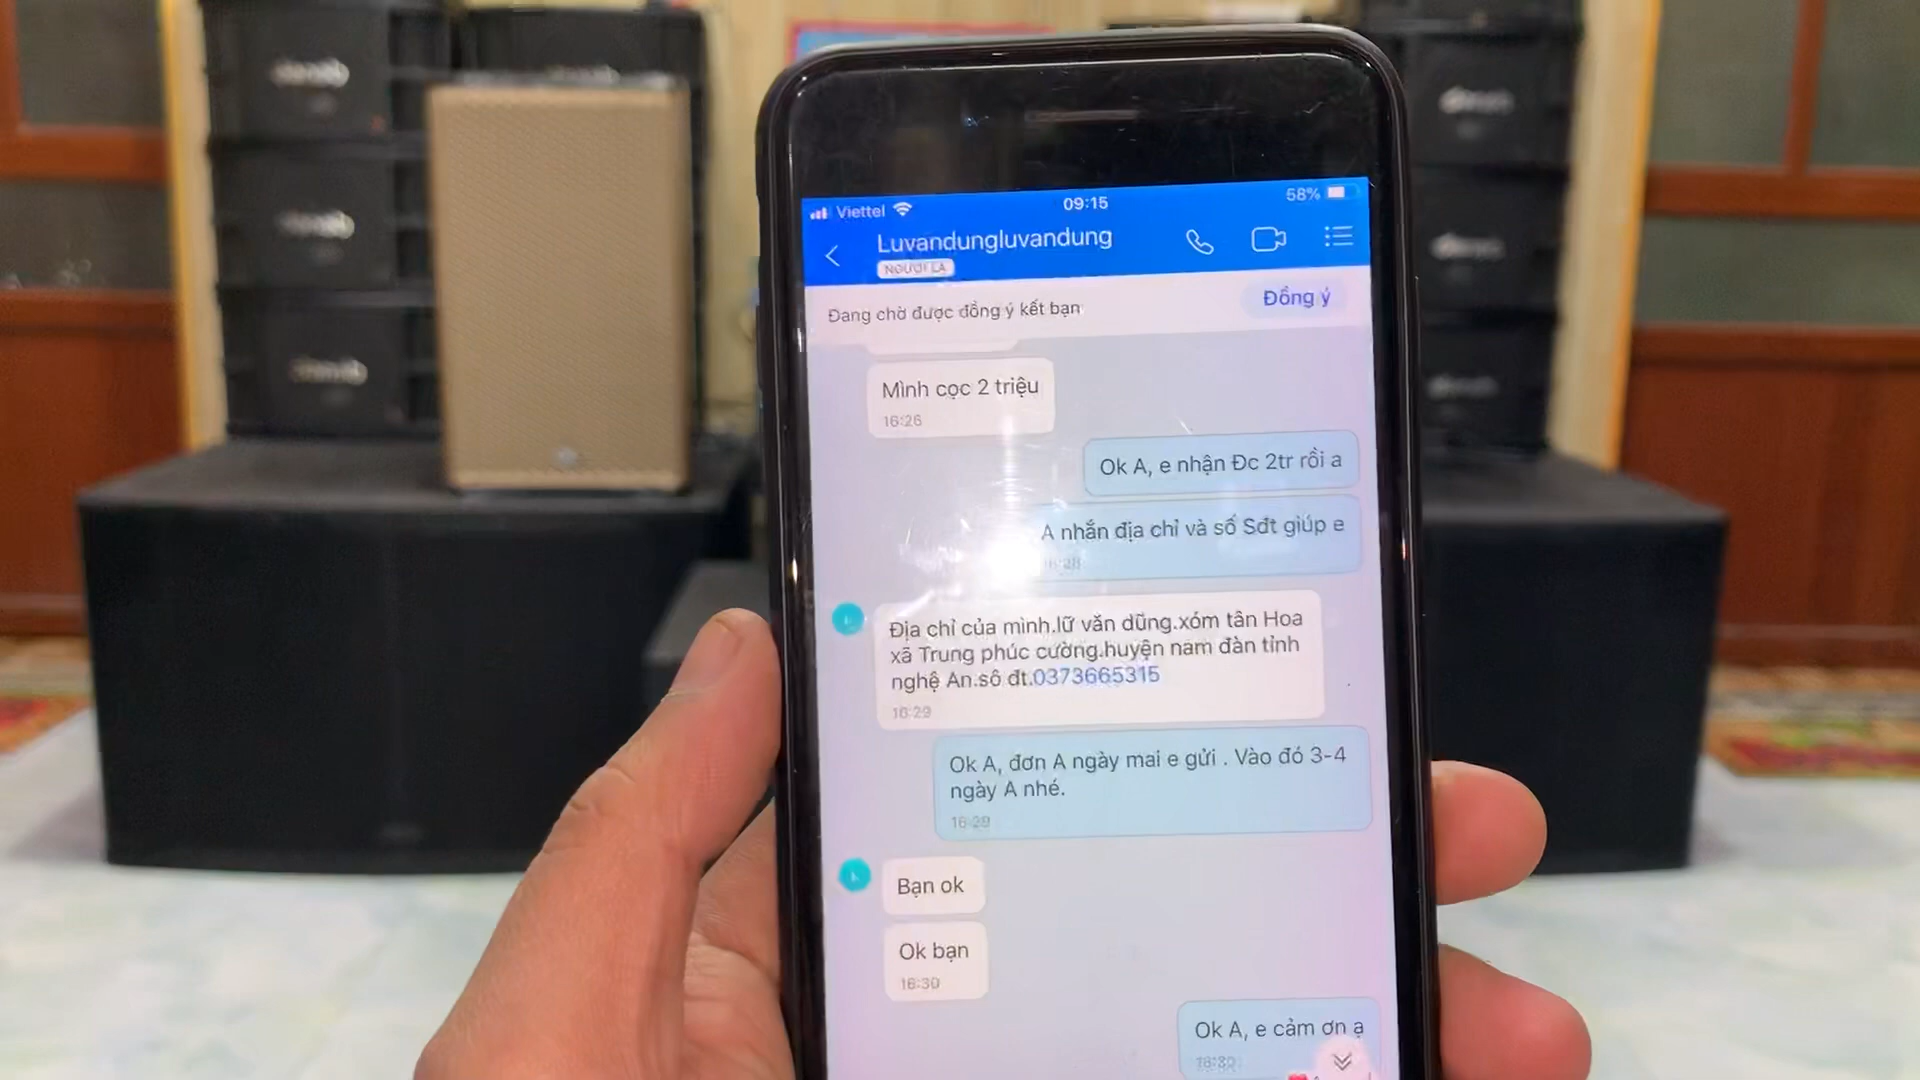 Viettel
09:15
58%
Luvandungluvandung
NGƯỜI LẠ
Đang chờ được đồng ý kết bạn
Đồng ý
Mình cọc 2 triệu
16:26
Ok A, e nhận Đc 2tr rồi a
A nhắn địa chỉ và số Sđt giúp e
Địa chỉ của mình.lữ văn dũng.xóm tân Hoa
xã Trung phúc cường.huyện nam đàn tỉnh
nghệ An.sô đt.0373665315
16:29
Ok A, đơn A ngày mai e gửi . Vào đó 3-4
ngày A nhé.
16:29
Bạn ok
Ok bạn
16:30
Ok A, e cảm ơn ạ
16:30